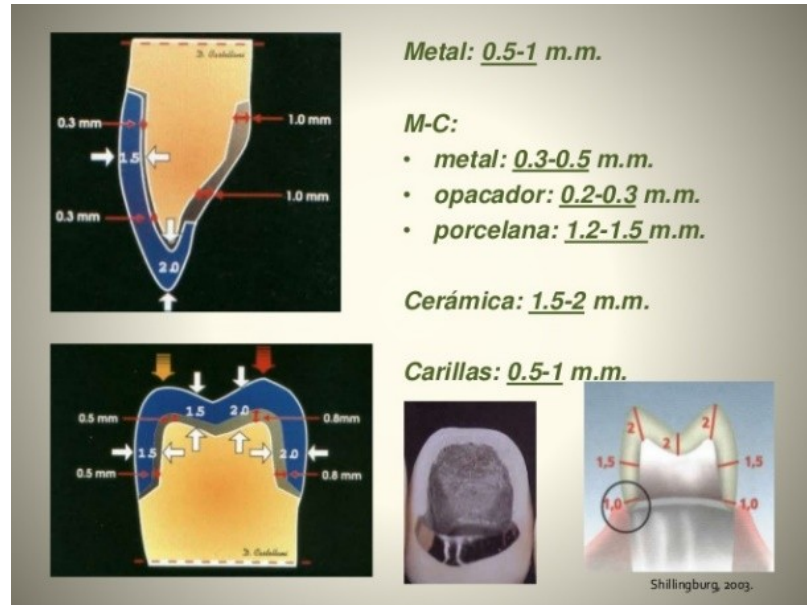 D. Castellani
0.3 mm
1.0 mm
1.5
1.0 mm
0.3 mm
2.0
Metal: 0.5-1 m.m.
M-C:
• metal: 0.3-0.5 m.m.
• opacador: 0.2-0.3 m.m.
• porcelana: 1.2-1.5 m.m.
Cerámica: 1.5-2 m.m.
Carillas: 0.5-1 m.m.
0.5 mm
1.5
2.0
0.8mm
1.5
2.0
0.5 mm
0.8 mm
D. Castellani
2
2
2
1,5
1,5
1,0
1,0
Shillingburg, 2003.